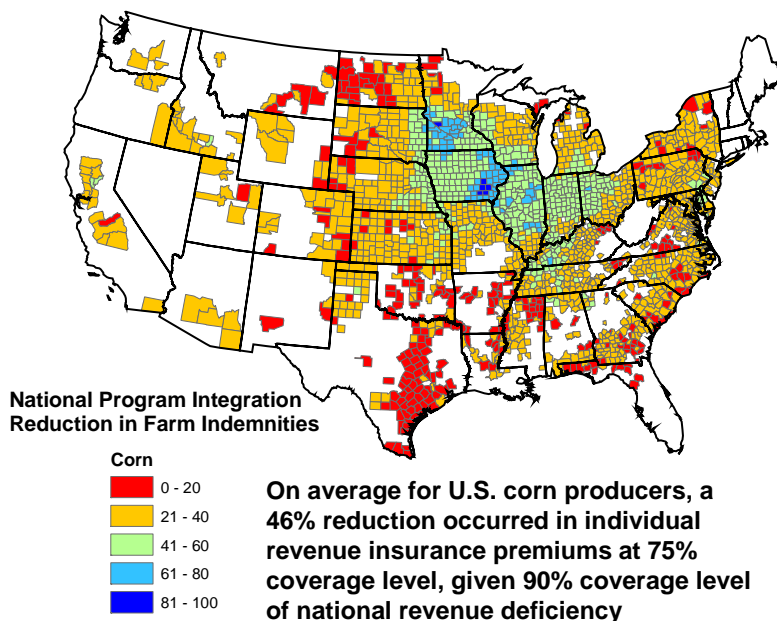 National Program Integration
Reduction in Farm Indemnities
Corn
0 - 20
21 - 40
41 - 60
61 - 80
81 - 100
On average for U.S. corn producers, a
46% reduction occurred in individual
revenue insurance premiums at 75%
coverage level, given 90% coverage level
of national revenue deficiency